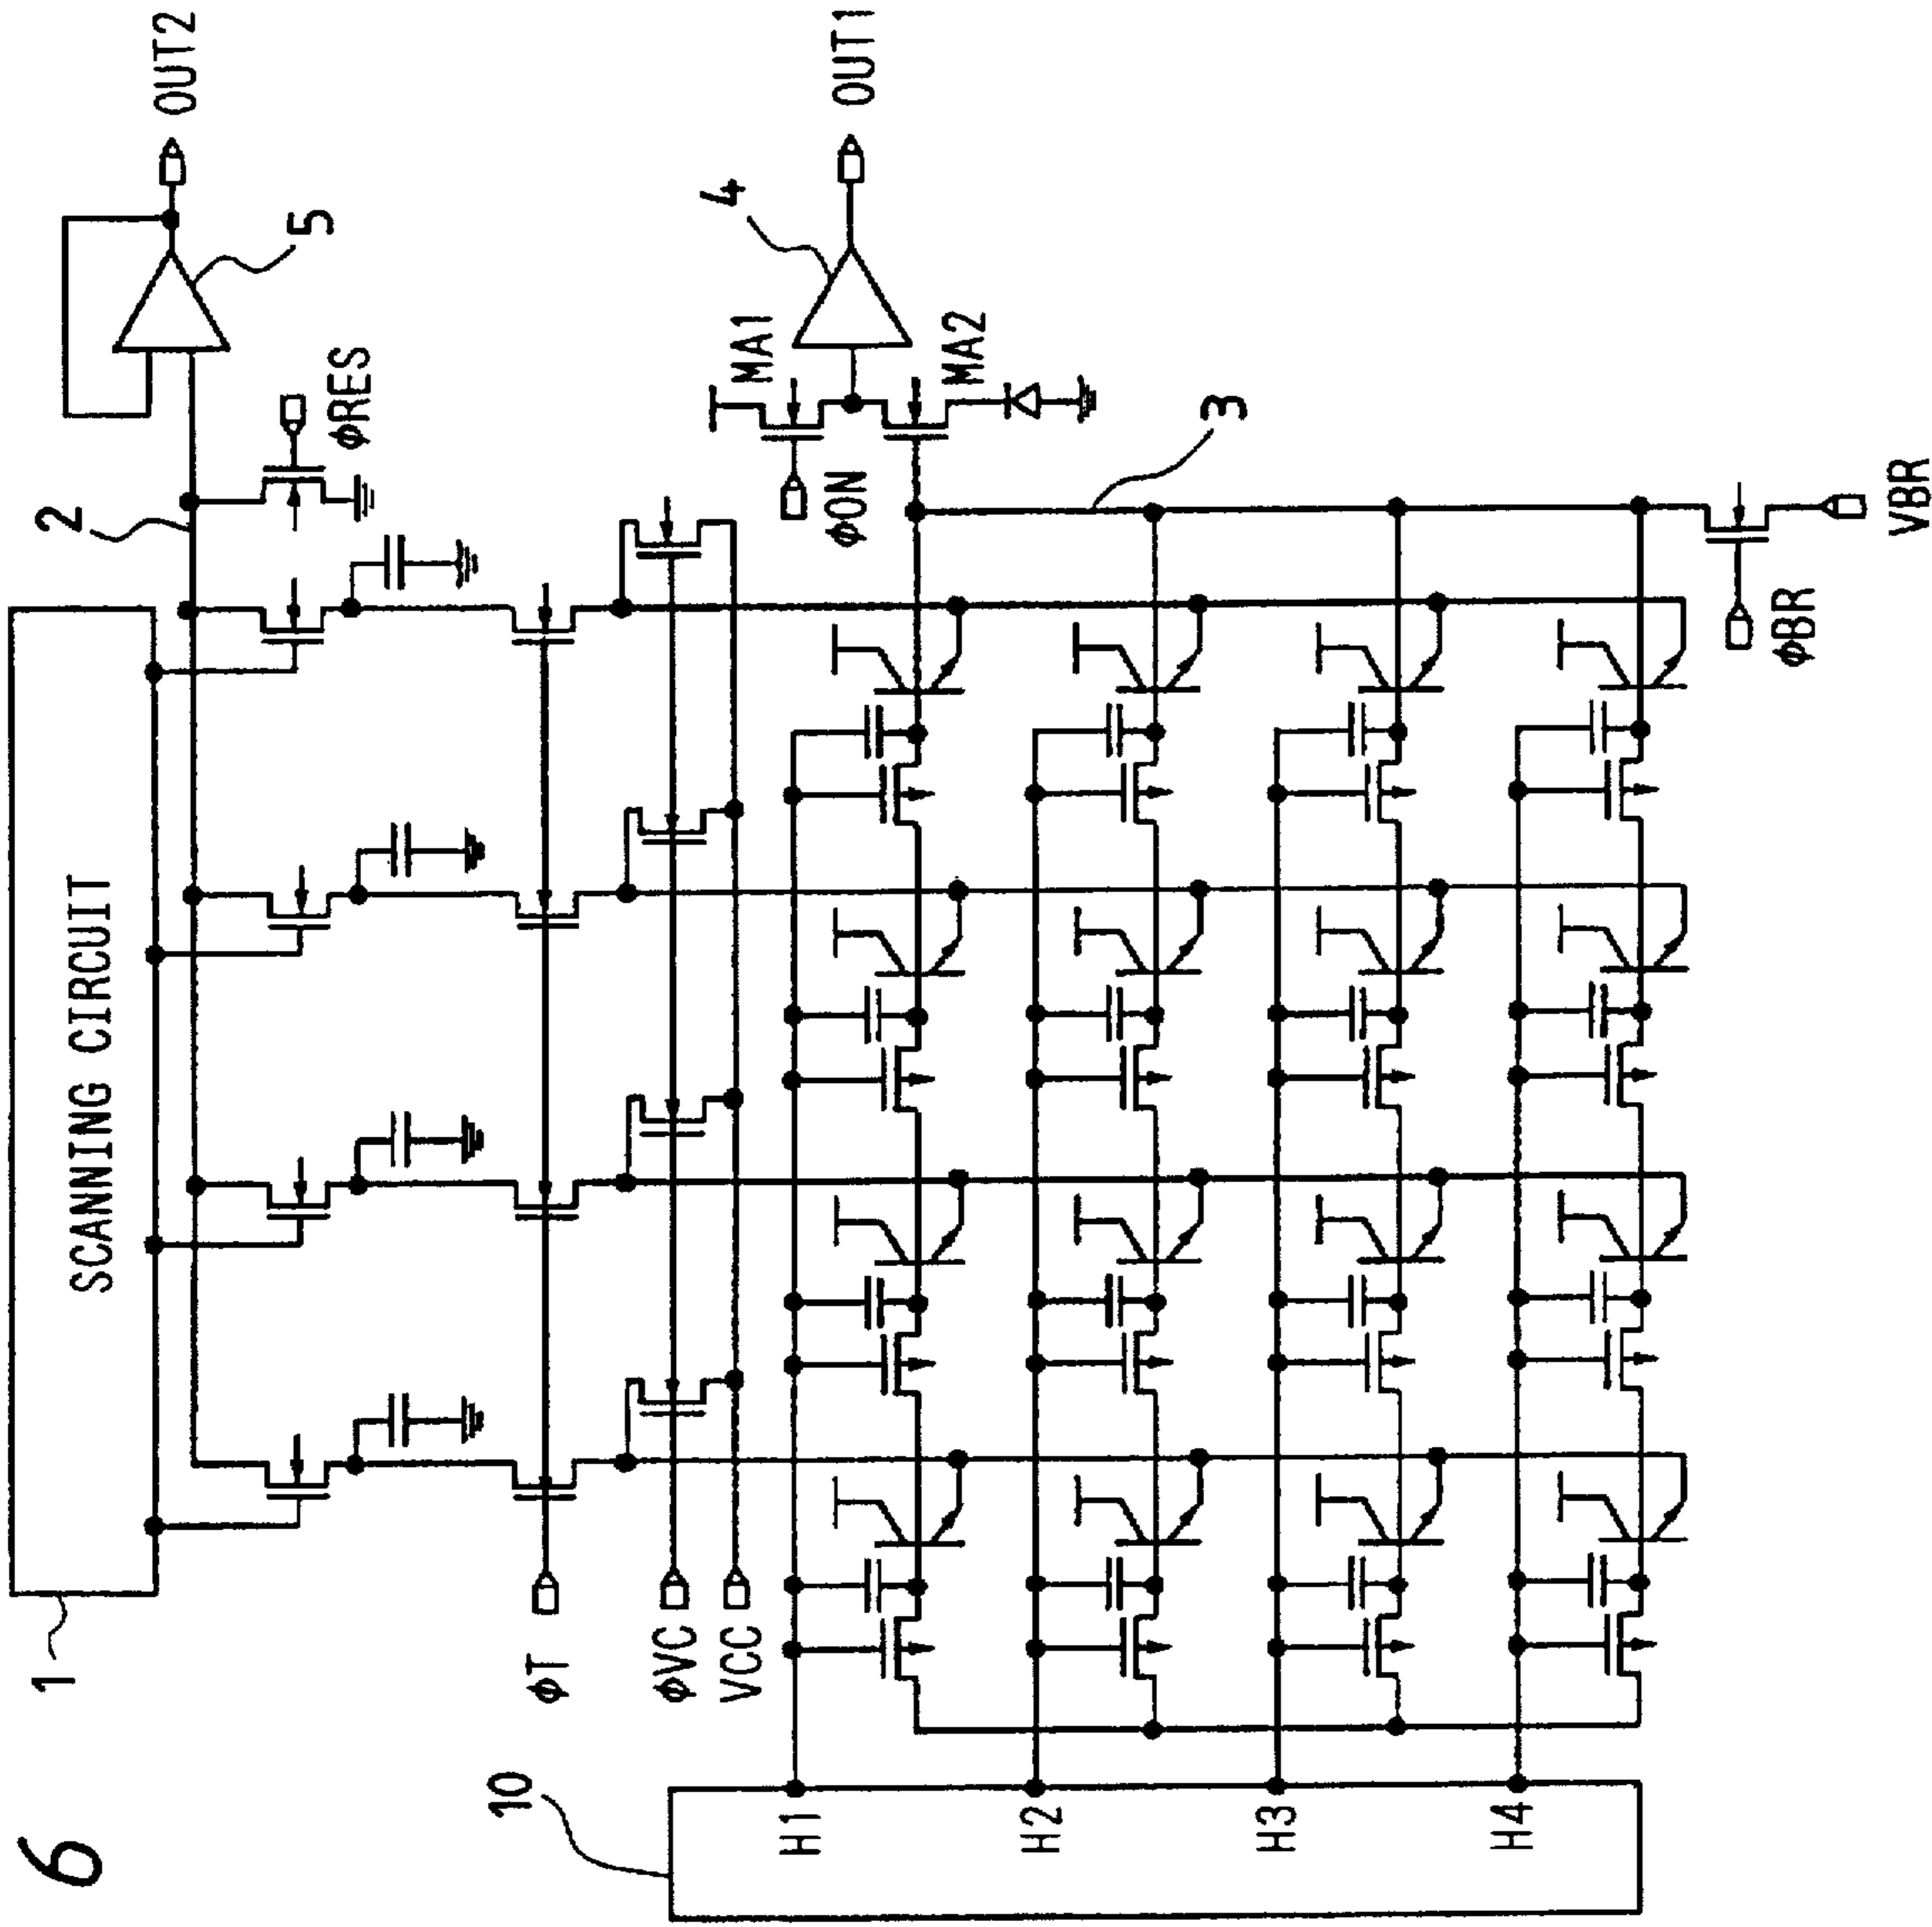 6
1
SCANNING CIRCUIT
2
5
OUT2
ϕRES
ϕT
ϕVC
VCC
MA1
4
OUT1
ϕON
MA2
3
10
H1
H2
H3
H4
ϕBR
VBR